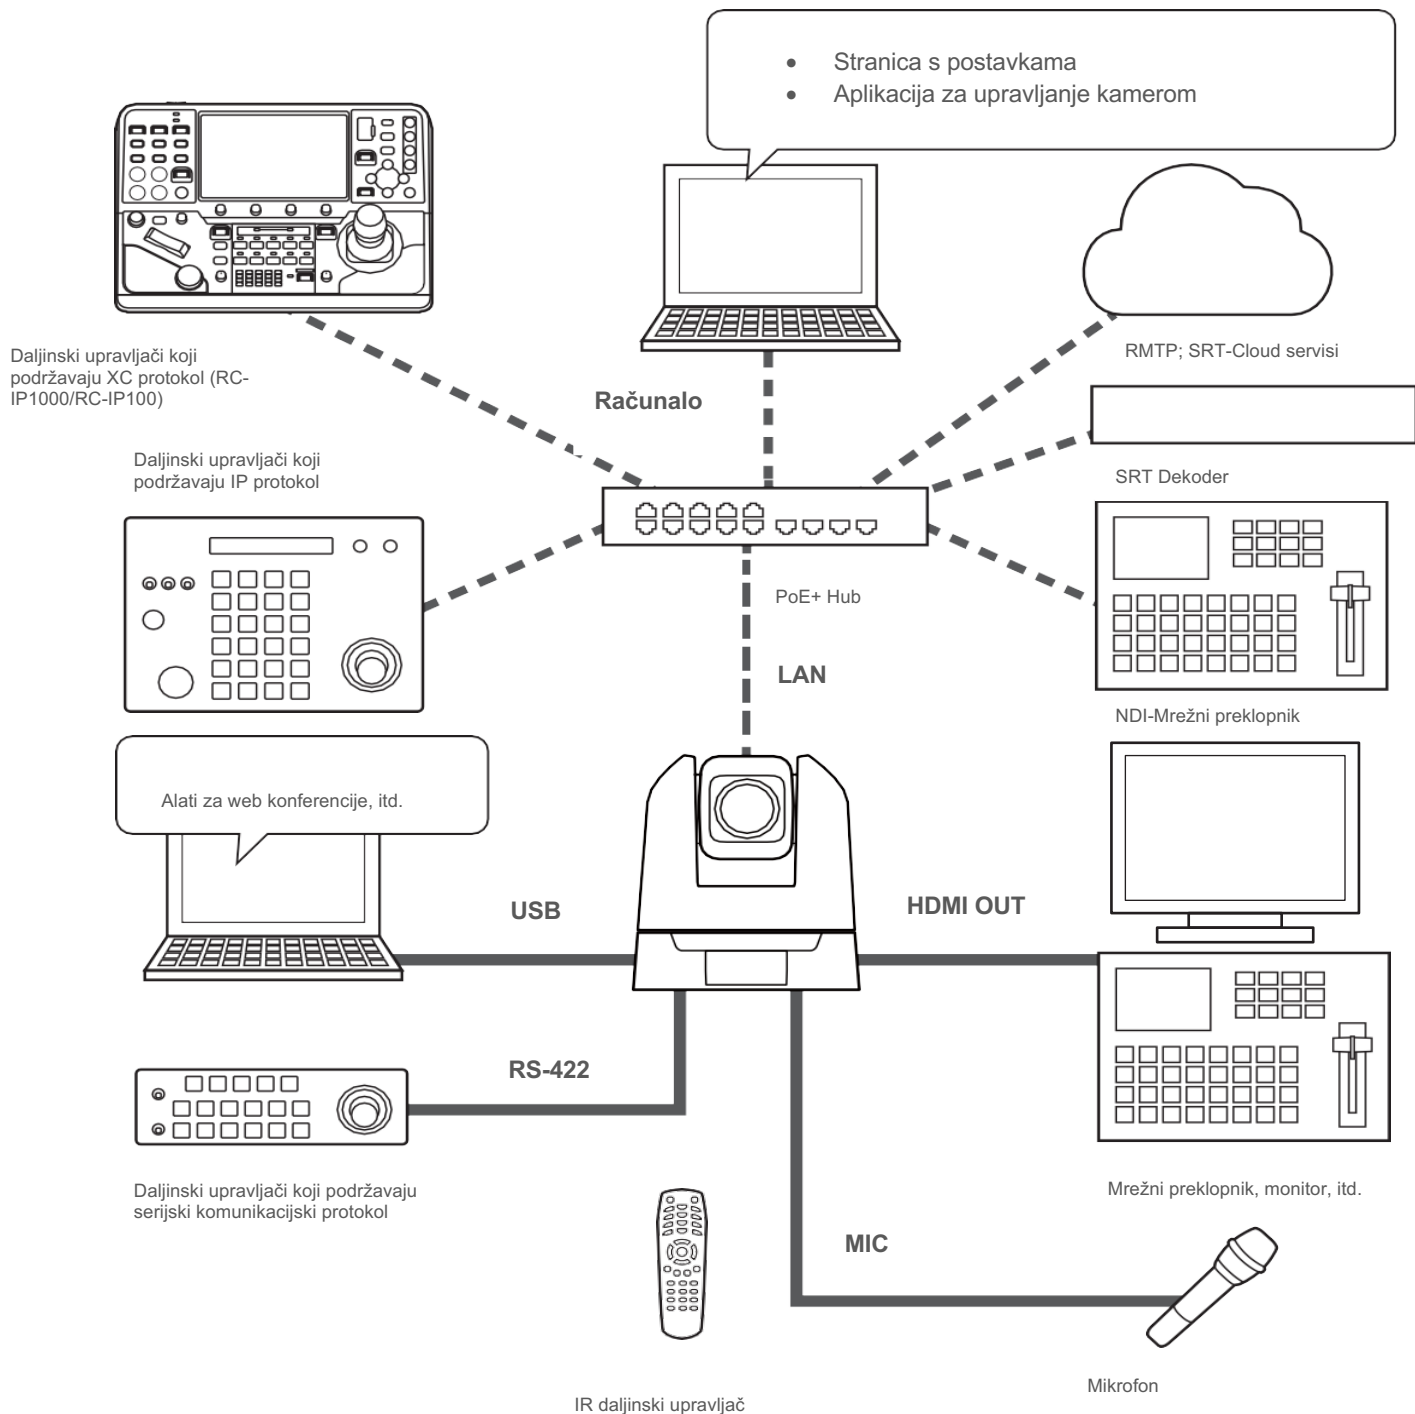 • Stranica s postavkama
• Aplikacija za upravljanje kamerom
Daljinski upravljači koji
podržavaju XC protokol (RC-
IP1000/RC-IP100)
RMTP; SRT-Cloud servisi
Računalo
Daljinski upravljači koji
podržavaju IP protokol
SRT Dekoder
PoE+ Hub
LAN
NDI-Mrežni preklopnik
Alati za web konferencije, itd.
USB
HDMI OUT
RS-422
Daljinski upravljači koji podržavaju
serijski komunikacijski protokol
Mrežni preklopnik, monitor, itd.
MIC
Mikrofon
IR daljinski upravljač